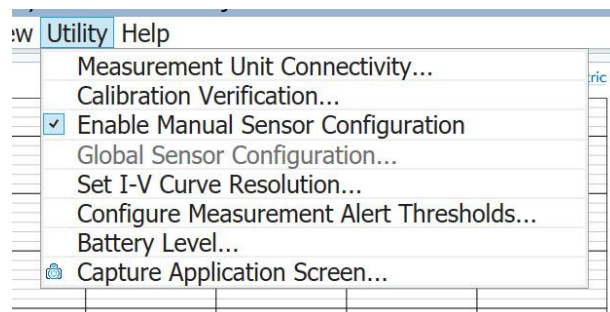 Utility Help
Measurement Unit Connectivity...
Calibration Verification...
Enable Manual Sensor Configuration
Global Sensor Configuration...
Set I-V Curve Resolution...
Configure Measurement Alert Thresholds...
Battery Level...
Capture Application Screen...